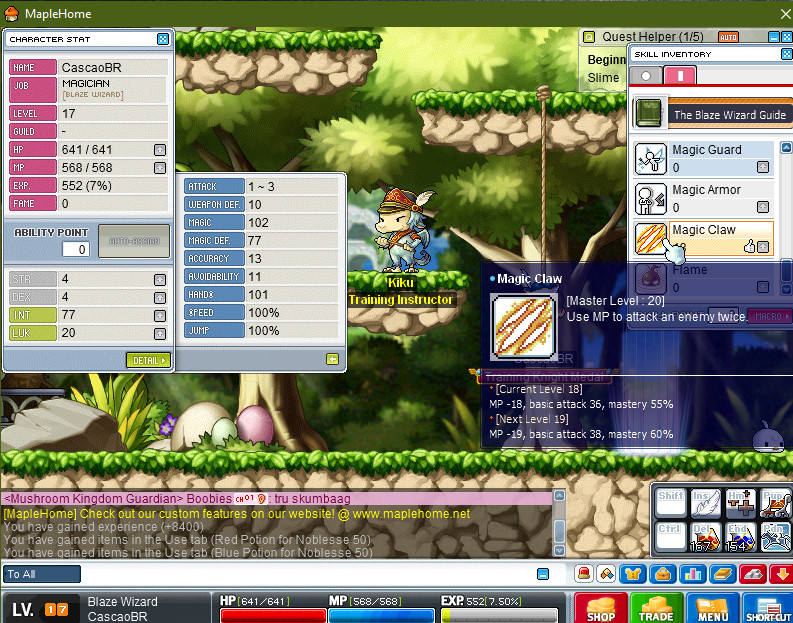 MapleHome
CHARACTER STAT
NAME CascaoBR
JOB MAGICIAN
[BLAZE WIZARD]
LEVEL 17
GUILD -
HP 641 / 641
MP 568 / 568
EXP. 552 (7%)
FAME 0
ABILITY POINT
0
AUTO-ASSIGN
STR 4
DEX 4
INT 77
LUK 20
DETAIL
ATTACK 1 ~ 3
WEAPON DEF. 10
MAGIC 102
MAGIC DEF. 77
ACCURACY 13
AVOIDABILITY 11
HANDS 101
SPEED 100%
JUMP 100%
Kiku
Training Instructor
Quest Helper (1/5) AUTO
Beginn
Slime
SKILL INVENTORY
The Blaze Wizard Guide
Magic Guard
0
Magic Armor
0
Magic Claw
Flame
0
MACRO
Magic Claw
[Master Level : 20]
Use MP to attack an enemy twice.
CascaoBR
Training Knight Medal
* [Current Level 18]
MP -18, basic attack 36, mastery 55%
* [Next Level 19]
MP -19, basic attack 38, mastery 60%
<Mushroom Kingdom Guardian> Boobies CH01 : tru skumbaag
[MapleHome] Check out our custom features on our website! @ www.maplehome.net
You have gained experience (+8400)
You have gained items in the Use tab (Red Potion for Noblesse 50)
You have gained items in the Use tab (Blue Potion for Noblesse 50)
Shift Ins Hm Pup
Ctrl Del End Pdn
167 154
To All
LV. 17
Blaze Wizard
CascaoBR
HP [641/641] MP [568/568] EXP. 552[7.50%]
SHOP TRADE MENU SHORT CUT